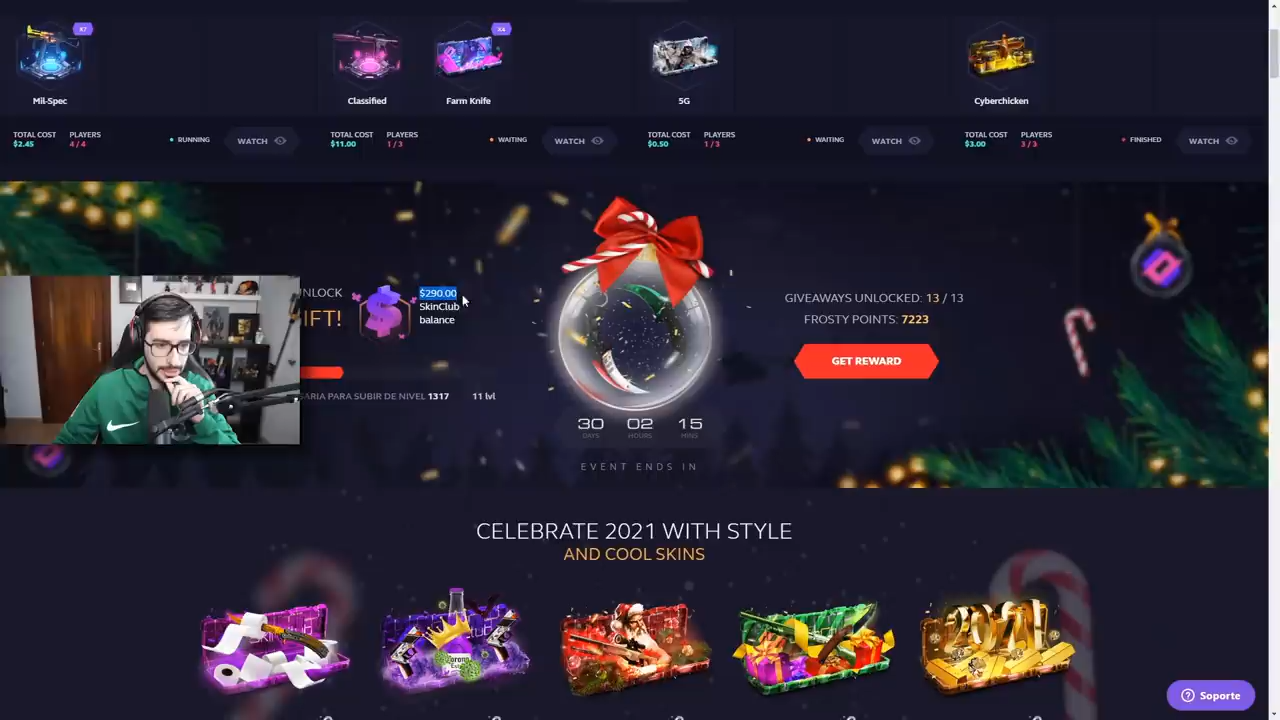 X7
X4
Mil-Spec
Classified
Farm Knife
5G
Cyberchicken
TOTAL COST
$2.45
PLAYERS
4 / 4
RUNNING
WATCH
TOTAL COST
$11.00
PLAYERS
1 / 3
WAITING
WATCH
TOTAL COST
$0.50
PLAYERS
1 / 3
WAITING
WATCH
TOTAL COST
$3.00
PLAYERS
3 / 3
FINISHED
WATCH
NLOCK
IFT!
$290.00
SkinClub
balance
ARIA PARA SUBIR DE NIVEL 1317
11 lvl
30 02 15
DAYS HOURS MINS
EVENT ENDS IN
GIVEAWAYS UNLOCKED: 13 / 13
FROSTY POINTS: 7223
GET REWARD
CELEBRATE 2021 WITH STYLE
AND COOL SKINS
2021
Soporte